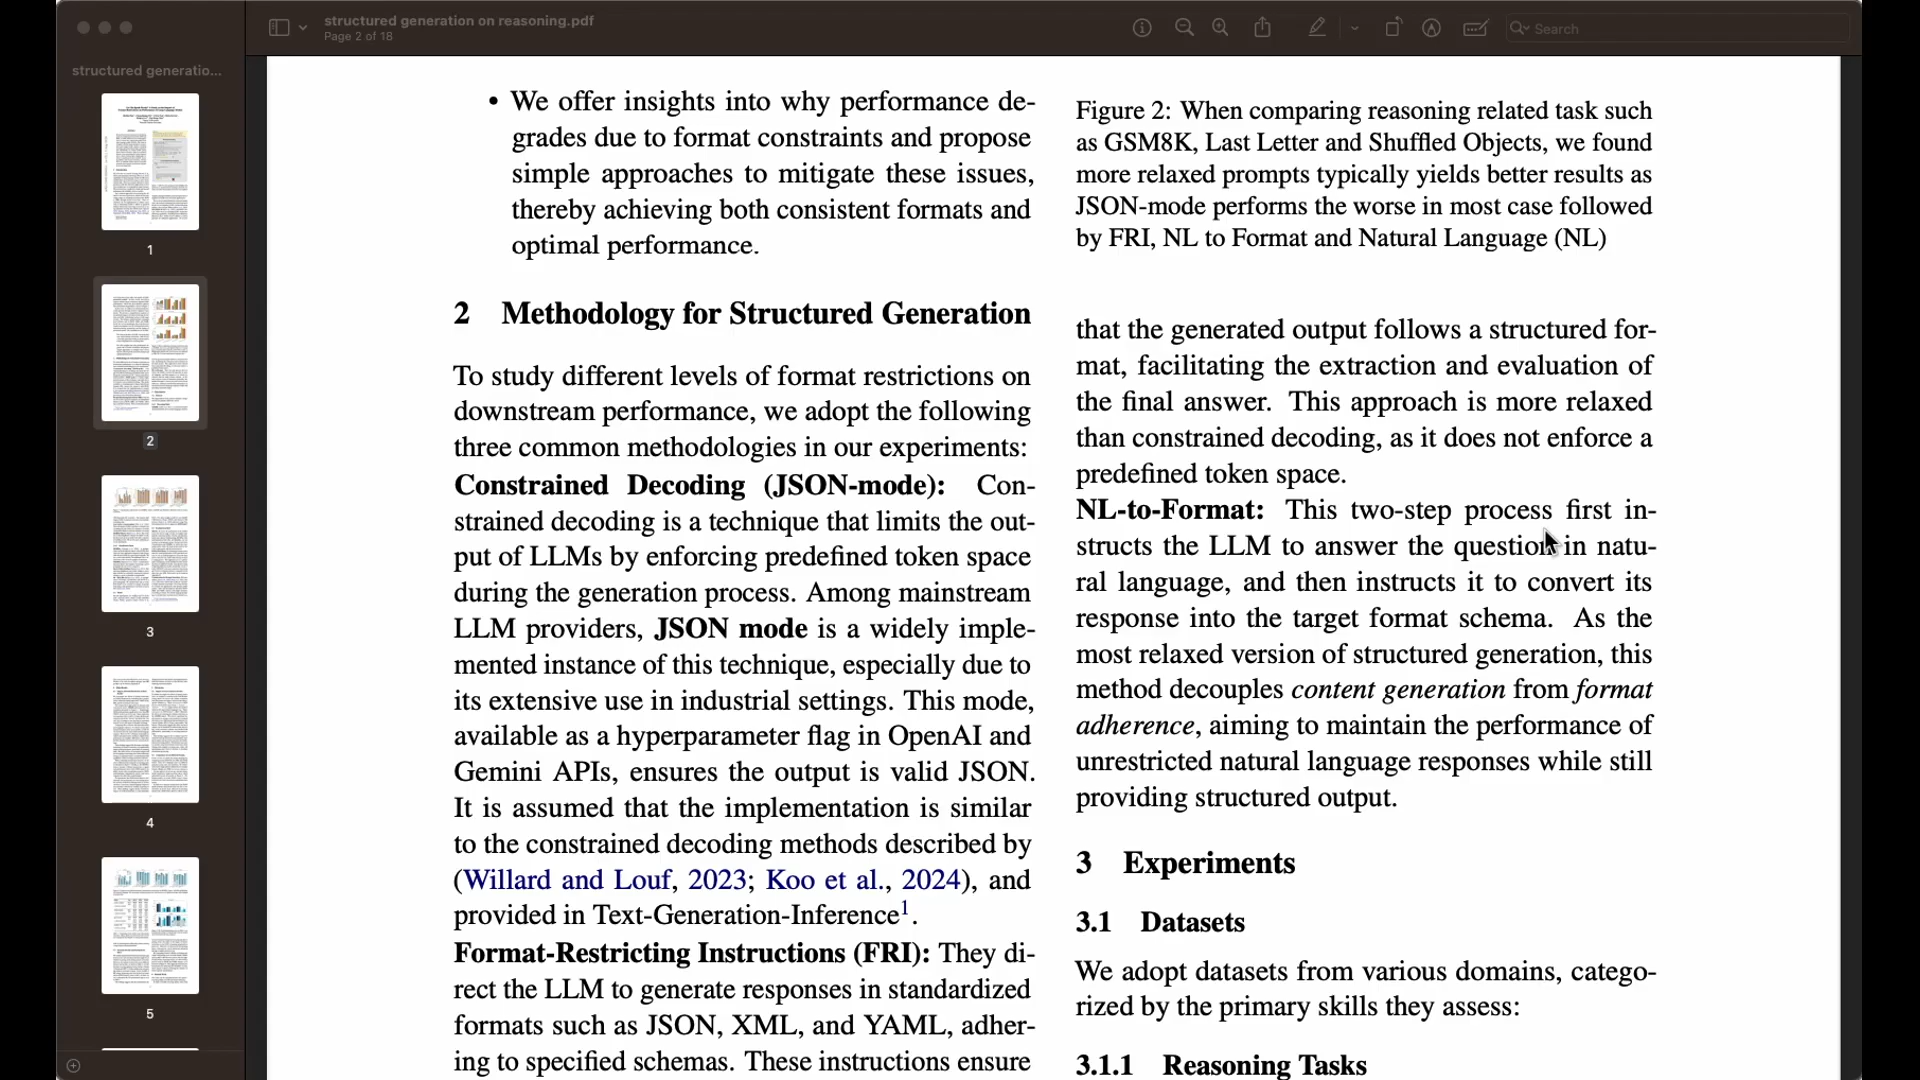 structured generation on reasoning.pdf
Page 2 of 18
Search
structured generatio...
1
2
3
4
5
• We offer insights into why performance de-
grades due to format constraints and propose
simple approaches to mitigate these issues,
thereby achieving both consistent formats and
optimal performance.
2 Methodology for Structured Generation
To study different levels of format restrictions on
downstream performance, we adopt the following
three common methodologies in our experiments:
Constrained Decoding (JSON-mode): Con-
strained decoding is a technique that limits the out-
put of LLMs by enforcing predefined token space
during the generation process. Among mainstream
LLM providers, JSON mode is a widely imple-
mented instance of this technique, especially due to
its extensive use in industrial settings. This mode,
available as a hyperparameter flag in OpenAI and
Gemini APIs, ensures the output is valid JSON.
It is assumed that the implementation is similar
to the constrained decoding methods described by
(Willard and Louf, 2023; Koo et al., 2024), and
provided in Text-Generation-Inference¹.
Format-Restricting Instructions (FRI): They di-
rect the LLM to generate responses in standardized
formats such as JSON, XML, and YAML, adher-
ing to specified schemas. These instructions ensure
Figure 2: When comparing reasoning related task such
as GSM8K, Last Letter and Shuffled Objects, we found
more relaxed prompts typically yields better results as
JSON-mode performs the worse in most case followed
by FRI, NL to Format and Natural Language (NL)
that the generated output follows a structured for-
mat, facilitating the extraction and evaluation of
the final answer. This approach is more relaxed
than constrained decoding, as it does not enforce a
predefined token space.
NL-to-Format: This two-step process first in-
structs the LLM to answer the question in natu-
ral language, and then instructs it to convert its
response into the target format schema. As the
most relaxed version of structured generation, this
method decouples content generation from format
adherence, aiming to maintain the performance of
unrestricted natural language responses while still
providing structured output.
3 Experiments
3.1 Datasets
We adopt datasets from various domains, catego-
rized by the primary skills they assess:
3.1.1 Reasoning Tasks